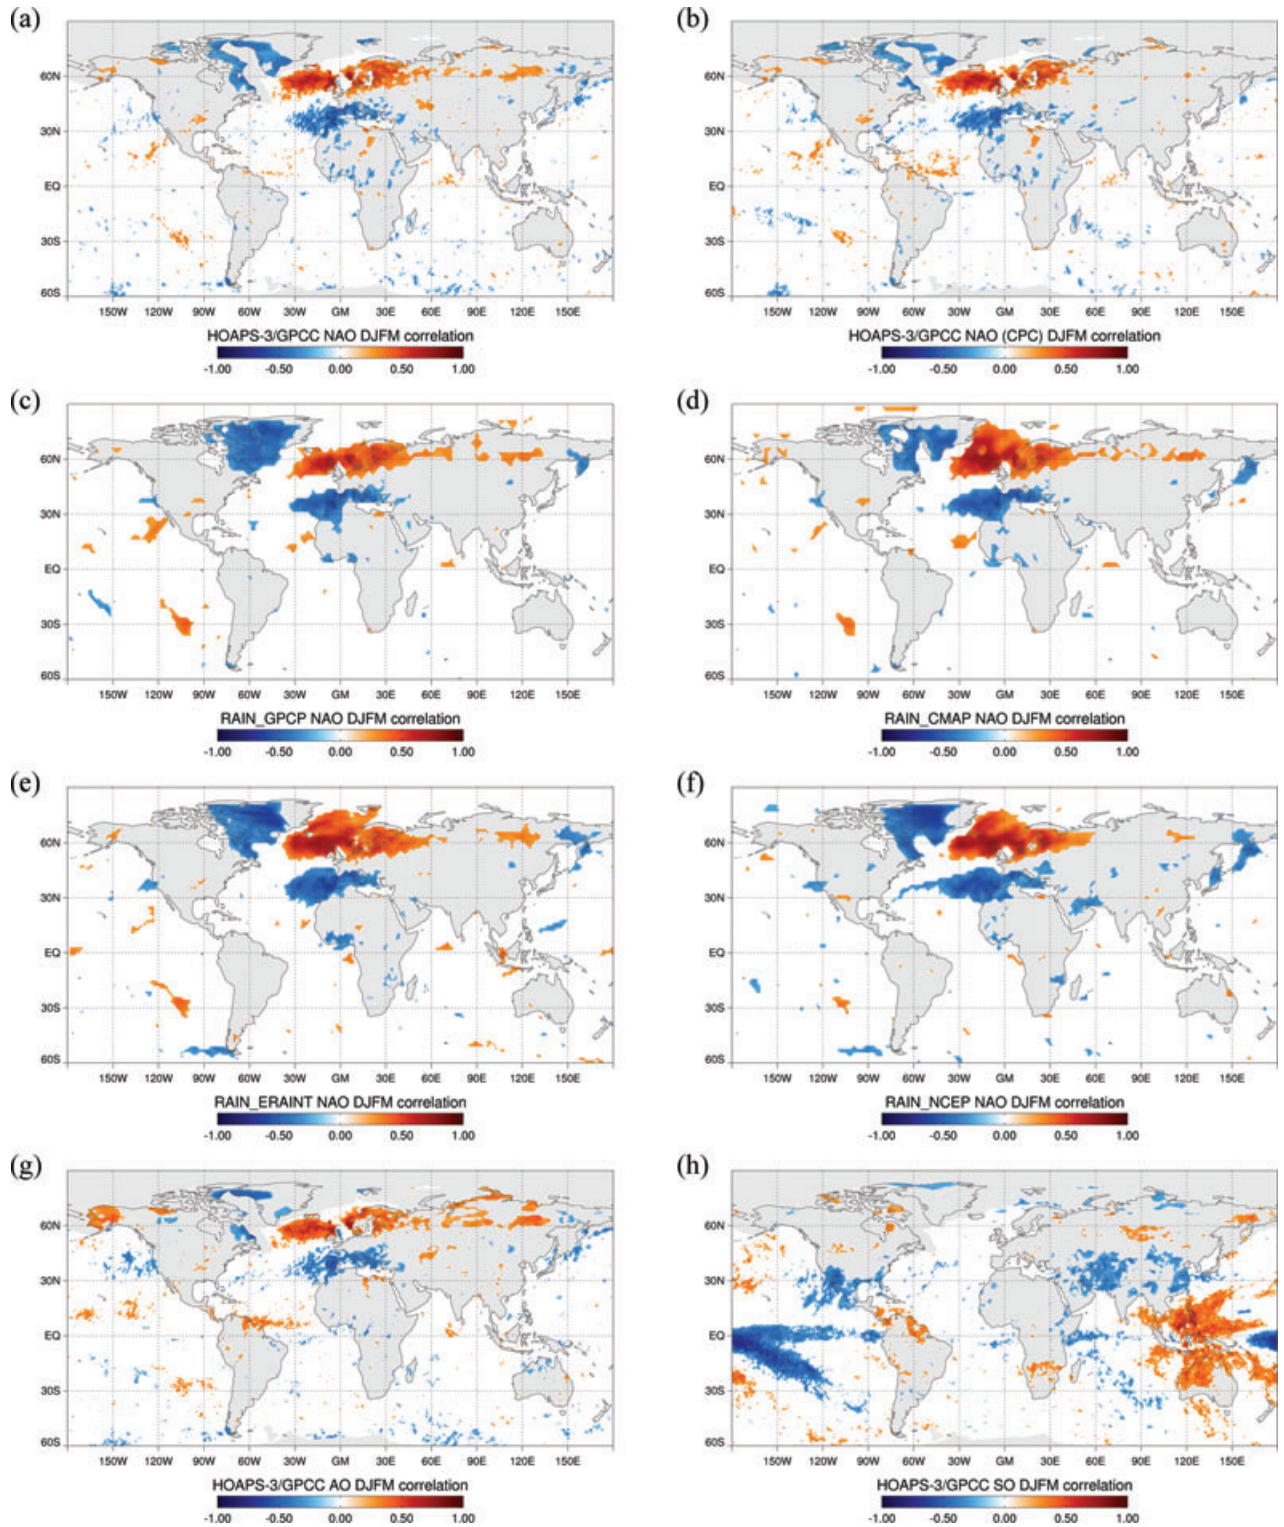 (a)
60N
30N
EQ
30S
60S
150W 120W 90W 60W 30W GM 30E 60E 90E 120E 150E
HOAPS-3/GPCC NAO DJFM correlation
-1.00 -0.50 0.00 0.50 1.00
(b)
60N
30N
EQ
30S
60S
150W 120W 90W 60W 30W GM 30E 60E 90E 120E 150E
HOAPS-3/GPCC NAO (CPC) DJFM correlation
-1.00 -0.50 0.00 0.50 1.00
(c)
60N
30N
EQ
30S
60S
150W 120W 90W 60W 30W GM 30E 60E 90E 120E 150E
RAIN_GPCP NAO DJFM correlation
-1.00 -0.50 0.00 0.50 1.00
(d)
60N
30N
EQ
30S
60S
150W 120W 90W 60W 30W GM 30E 60E 90E 120E 150E
RAIN_CMAP NAO DJFM correlation
-1.00 -0.50 0.00 0.50 1.00
(e)
60N
30N
EQ
30S
60S
150W 120W 90W 60W 30W GM 30E 60E 90E 120E 150E
RAIN_ERAINT NAO DJFM correlation
-1.00 -0.50 0.00 0.50 1.00
(f)
60N
30N
EQ
30S
60S
150W 120W 90W 60W 30W GM 30E 60E 90E 120E 150E
RAIN_NCEP NAO DJFM correlation
-1.00 -0.50 0.00 0.50 1.00
(g)
60N
30N
EQ
30S
60S
150W 120W 90W 60W 30W GM 30E 60E 90E 120E 150E
HOAPS-3/GPCC AO DJFM correlation
-1.00 -0.50 0.00 0.50 1.00
(h)
60N
30N
EQ
30S
60S
150W 120W 90W 60W 30W GM 30E 60E 90E 120E 150E
HOAPS-3/GPCC SO DJFM correlation
-1.00 -0.50 0.00 0.50 1.00